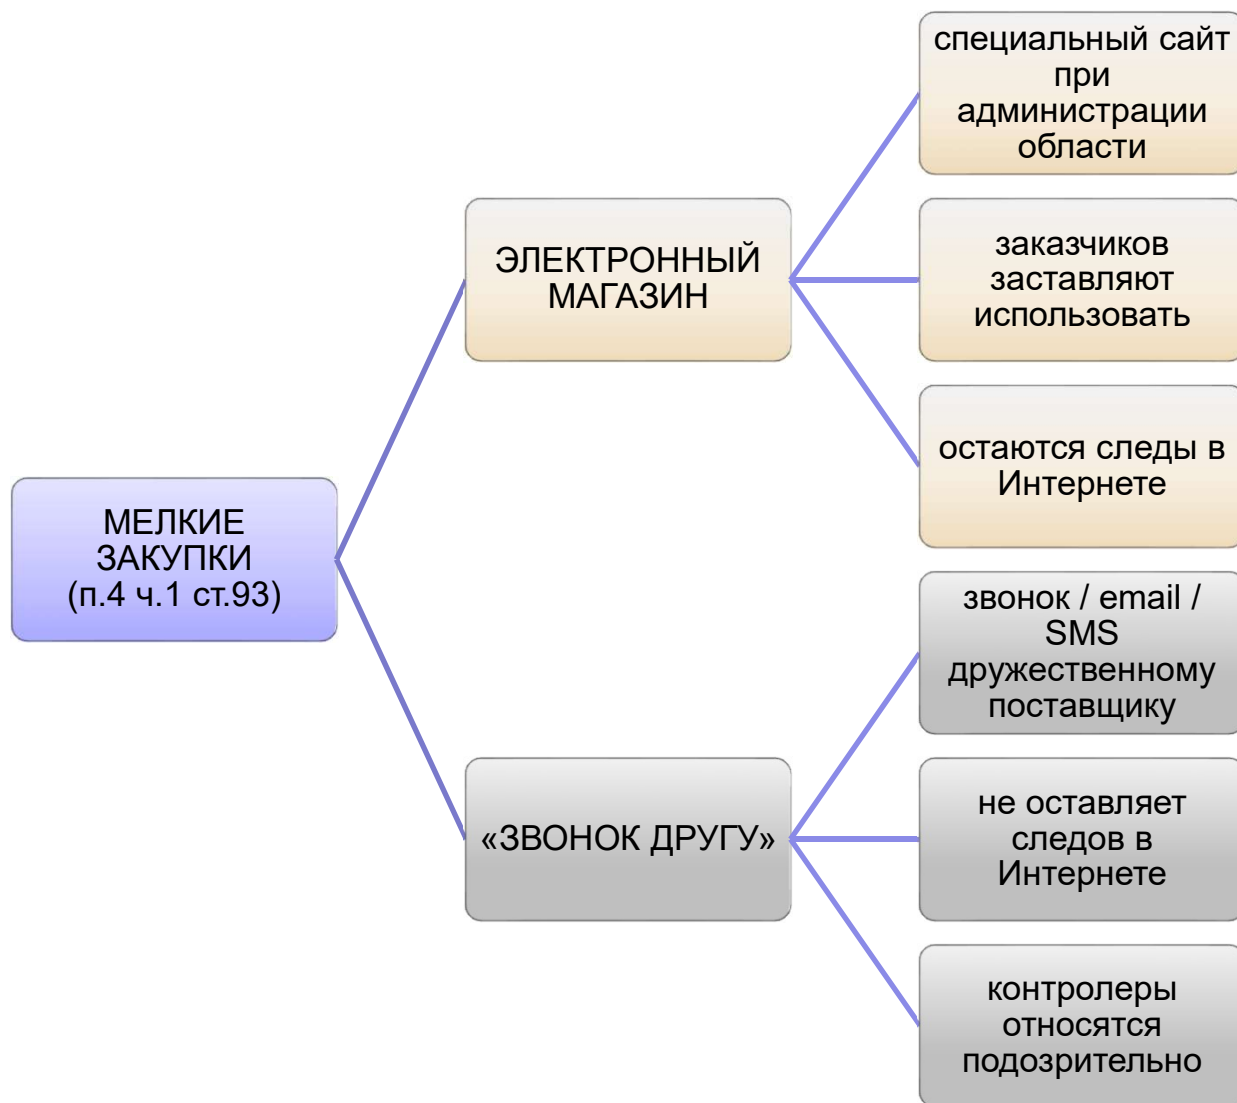 МЕЛКИЕ
ЗАКУПКИ
(п.4 ч.1 ст.93)
ЭЛЕКТРОННЫЙ
МАГАЗИН
специальный сайт
при
администрации
области
заказчиков
заставляют
использовать
остаются следы в
Интернете
«ЗВОНОК ДРУГУ»
звонок / email /
SMS
дружественному
поставщику
не оставляет
следов в
Интернете
контролеры
относятся
подозрительно